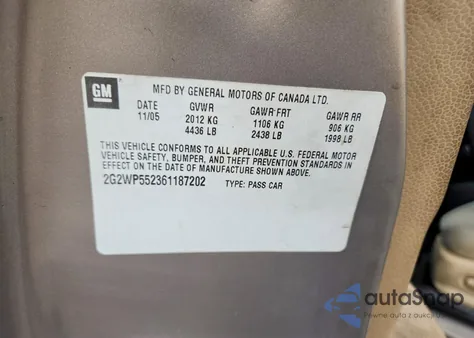 GM
MFD BY GENERAL MOTORS OF CANADA LTD.
DATE GVWR GAWR FRT GAWR RR
11/05 2012 KG 1106 KG 906 KG
4436 LB 2438 LB 1998 LB
THIS VEHICLE CONFORMS TO ALL APPLICABLE U.S. FEDERAL MOTOR
VEHICLE SAFETY, BUMPER, AND THEFT PREVENTION STANDARDS IN
EFFECT ON THE DATE OF MANUFACTURE SHOWN ABOVE.
2G2WP552361187202 TYPE: PASS CAR
autoSnap
Pewne auto z aukcji